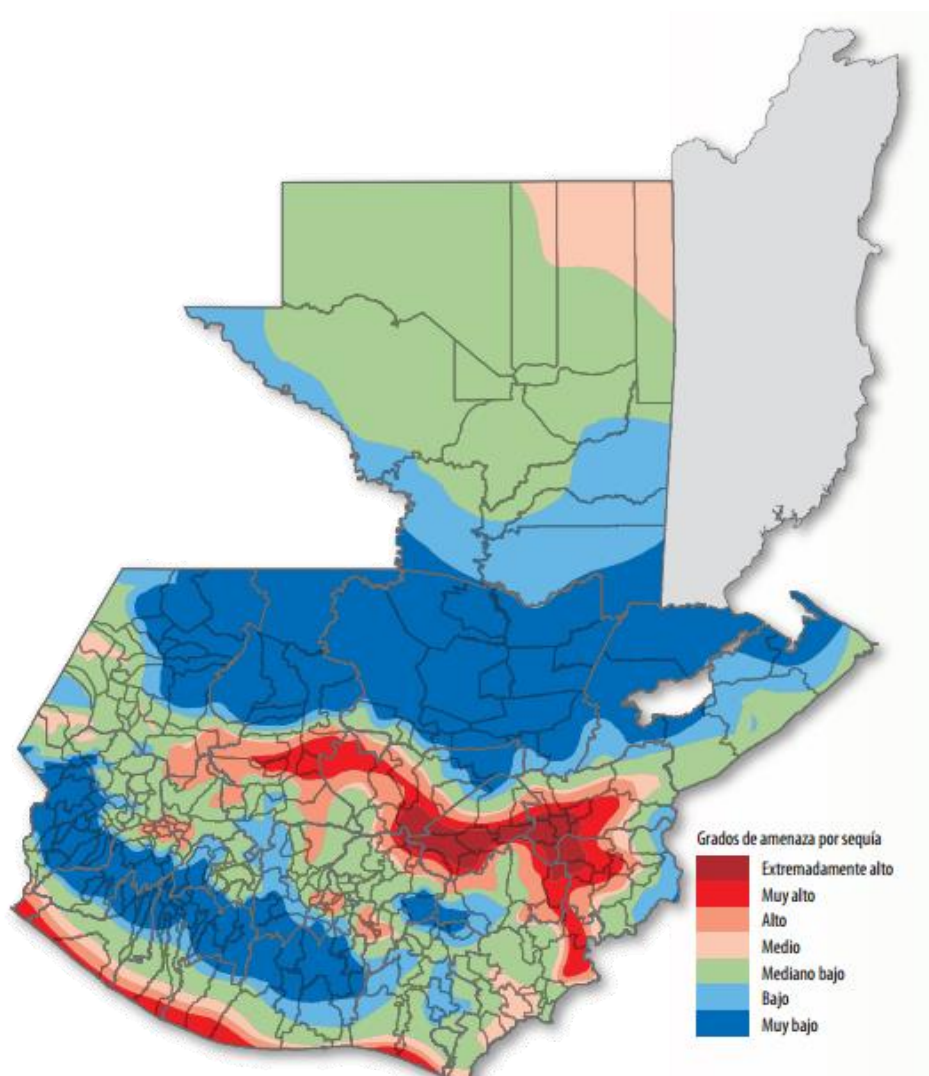 Grados de amenaza por sequía
Extremadamente alto
Muy alto
Alto
Medio
Mediano bajo
Bajo
Muy bajo